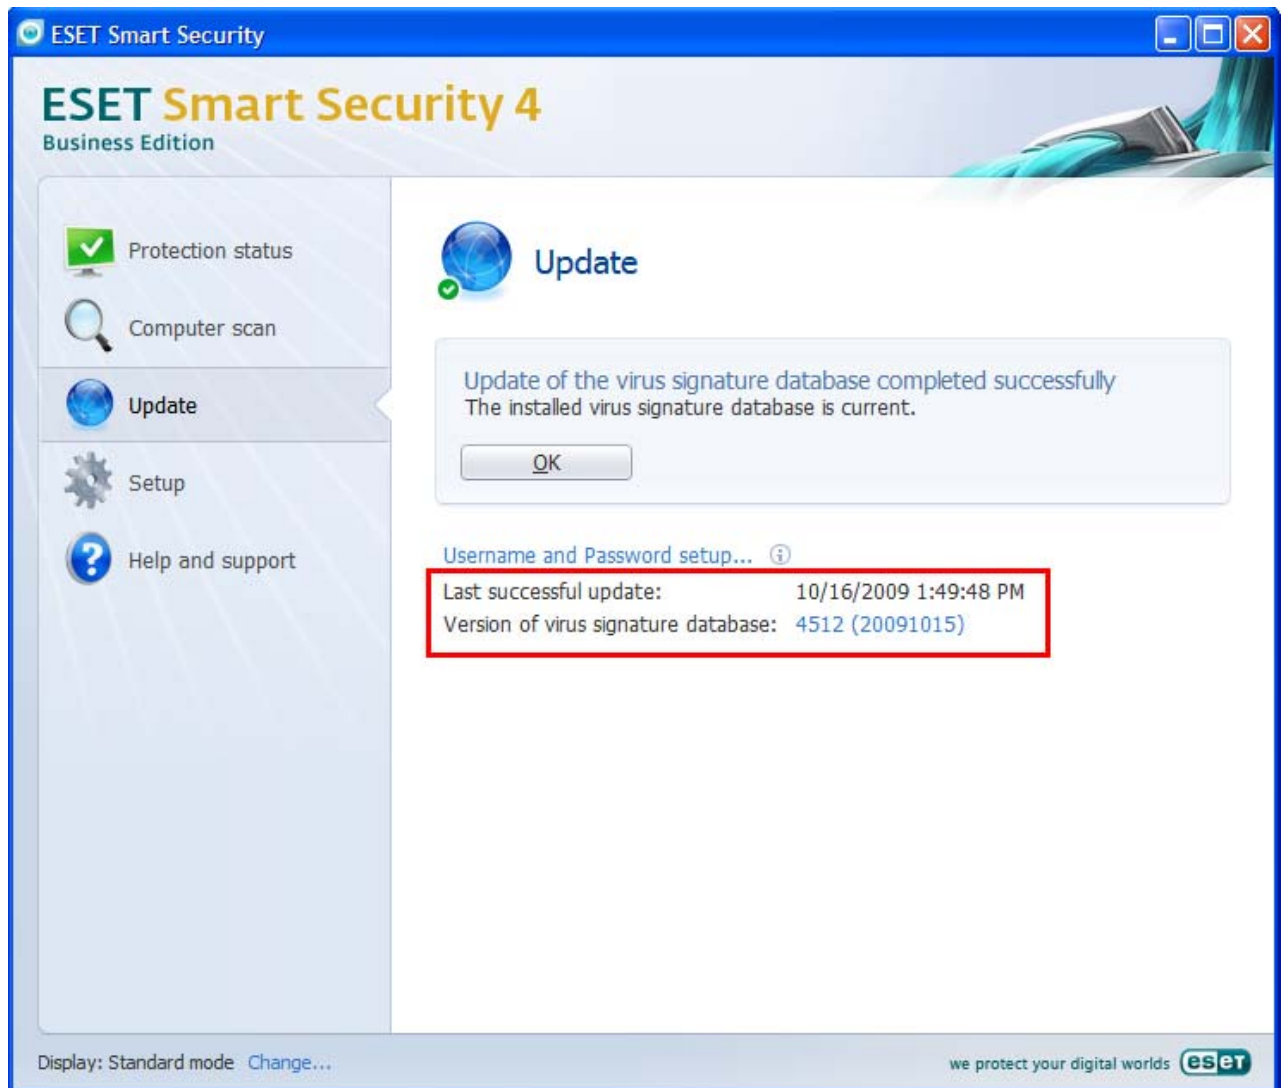 ESET Smart Security
ESET Smart Security 4
Business Edition
Protection status
Computer scan
Update
Setup
Help and support
Update
Update of the virus signature database completed successfully
The installed virus signature database is current.
OK
Username and Password setup...
Last successful update: 10/16/2009 1:49:48 PM
Version of virus signature database: 4512 (20091015)
Display: Standard mode Change...
we protect your digital worlds eset